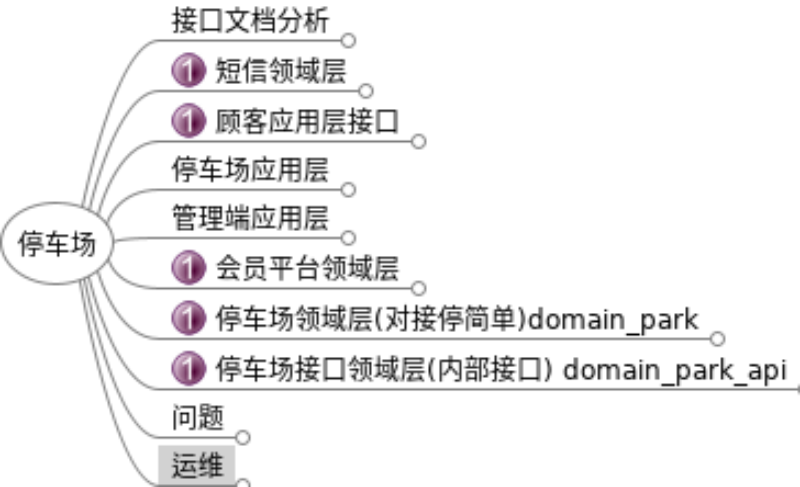 接口文档分析
1 短信领域层
1 顾客应用层接口
停车场应用层
管理端应用层
停车场
1 会员平台领域层
1 停车场领域层(对接停简单)domain_park
1 停车场接口领域层(内部接口) domain_park_api
问题
运维